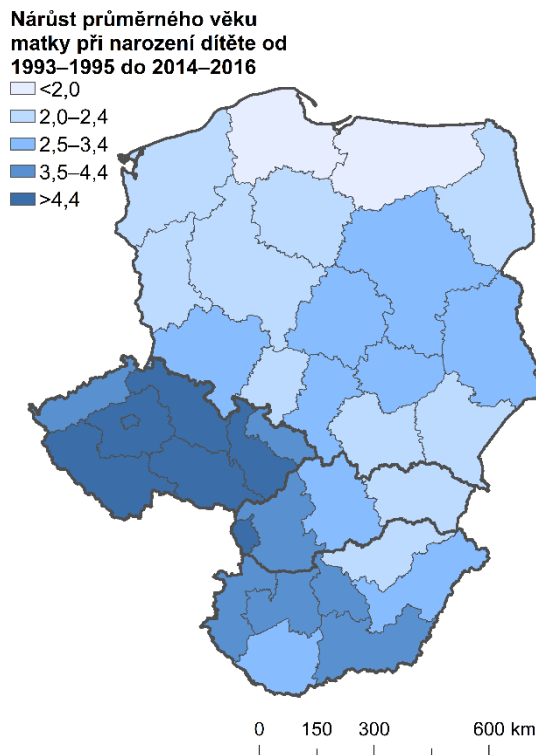 Nárůst průměrného věku
matky při narození dítěte od
1993–1995 do 2014–2016
<2,0
2,0–2,4
2,5–3,4
3,5–4,4
>4,4
0 150 300 600 km